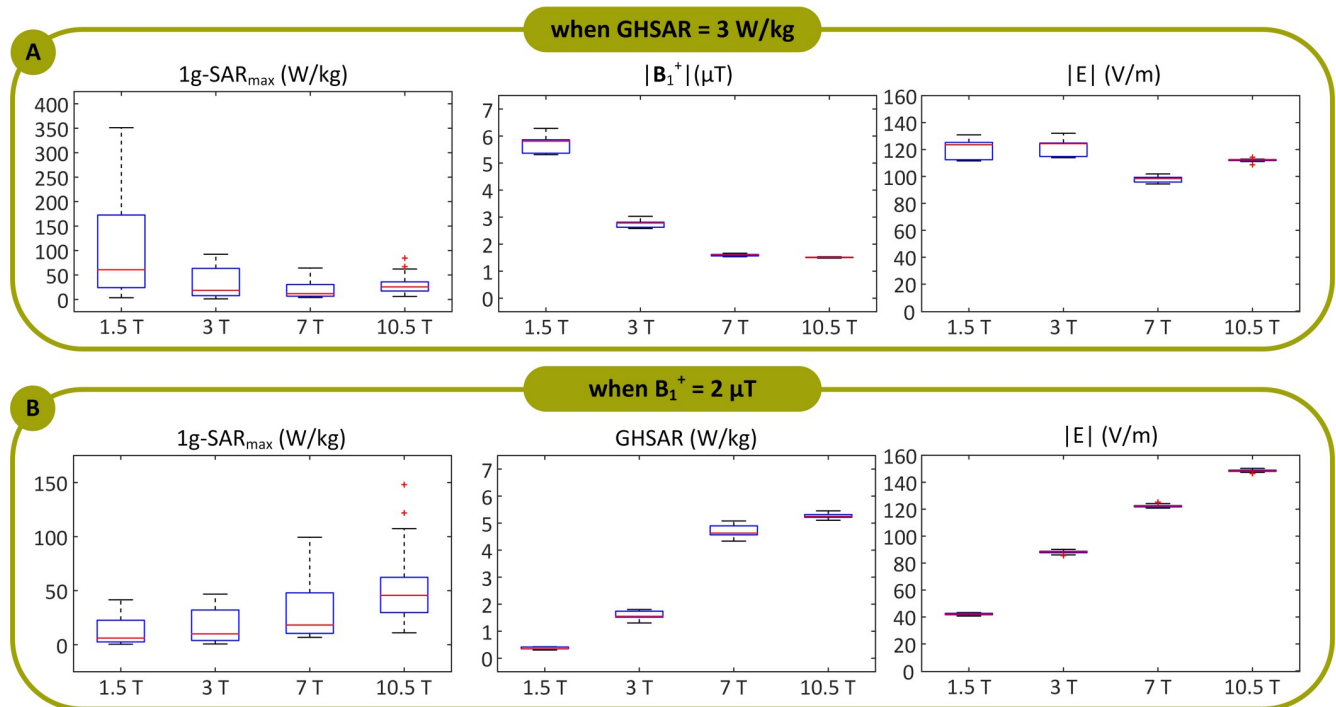 A
when GHSAR = 3 W/kg
1g-SARmax (W/kg)
400
350
300
250
200
150
100
50
0
1.5 T 3 T 7 T 10.5 T
|B1+|(µT)
7
6
5
4
3
2
1
0
1.5 T 3 T 7 T 10.5 T
|E| (V/m)
160
140
120
100
80
60
40
20
0
1.5 T 3 T 7 T 10.5 T
B
when B1+ = 2 µT
1g-SARmax (W/kg)
150
100
50
0
1.5 T 3 T 7 T 10.5 T
GHSAR (W/kg)
7
6
5
4
3
2
1
0
1.5 T 3 T 7 T 10.5 T
|E| (V/m)
160
140
120
100
80
60
40
20
0
1.5 T 3 T 7 T 10.5 T